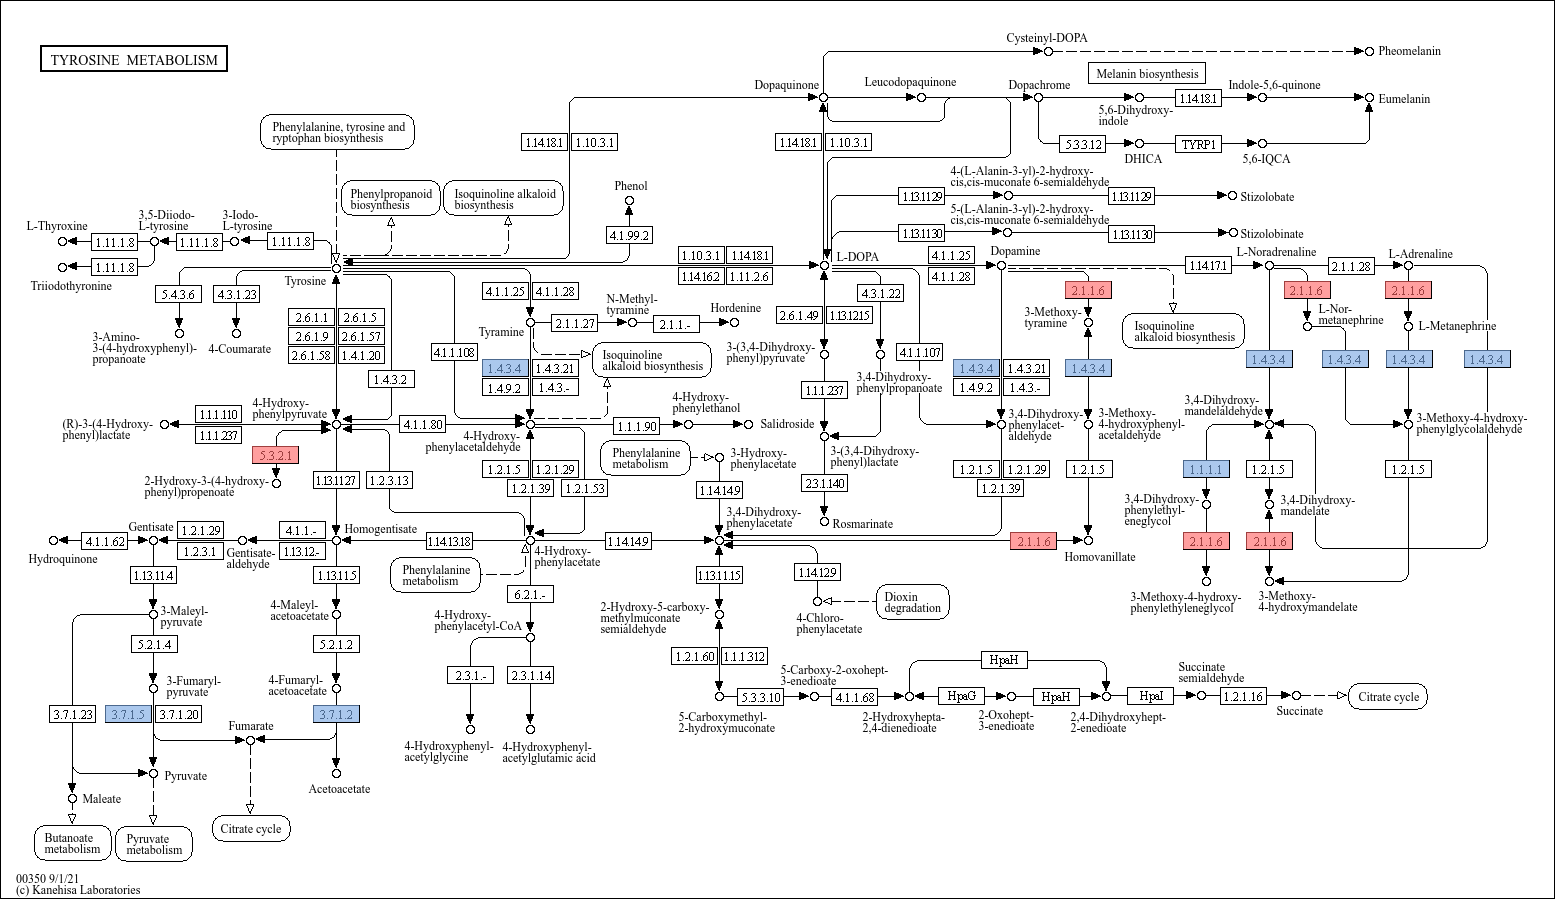 TYROSINE METABOLISM
Cysteinyl-DOPA
Pheomelanin
Melanin biosynthesis
Dopaquinone
Leucodopaquinone
Dopachrome
1.14.18.1
Indole-5,6-quinone
Eumelanin
5,6-Dihydroxy-
indole
Phenylalanine, tyrosine and
ryptophan biosynthesis
1.14.18.1
1.10.3.1
1.14.18.1
1.10.3.1
5.3.3.12
TYRP1
DHICA
5,6-IQCA
Phenylpropanoid
biosynthesis
Isoquinoline alkaloid
biosynthesis
Phenol
4-(L-Alanin-3-yl)-2-hydroxy-
cis,cis-muconate 6-semialdehyde
1.13.11.29
1.13.11.29
Stizolobate
5-(L-Alanin-3-yl)-2-hydroxy-
cis,cis-muconate 6-semialdehyde
1.13.11.30
1.13.11.30
Stizolobinate
L-Thyroxine
3,5-Diiodo-
L-tyrosine
3-Iodo-
L-tyrosine
1.11.1.8
1.11.1.8
1.11.1.8
1.11.1.8
Triiodothyronine
4.1.99.2
Tyrosine
1.10.3.1
1.14.18.1
1.14.16.2
1.11.2.6
L-DOPA
4.1.1.25
4.1.1.28
Dopamine
1.14.17.1
L-Noradrenaline
2.1.1.28
L-Adrenaline
5.4.3.6
4.3.1.23
3-Amino-
3-(4-hydroxyphenyl)-
propanoate
4-Coumarate
2.6.1.1
2.6.1.5
2.6.1.9
2.6.1.57
2.6.1.58
1.4.1.20
1.4.3.2
4.1.1.25
4.1.1.28
Tyramine
2.1.1.27
N-Methyl-
tyramine
2.1.1.-
Hordenine
4.1.1.108
1.4.3.4
1.4.3.21
1.4.9.2
1.4.3.-
Isoquinoline
alkaloid biosynthesis
2.6.1.49
1.13.12.15
4.3.1.22
3-(3,4-Dihydroxy-
phenyl)pyruvate
3,4-Dihydroxy-
phenylpropanoate
4.1.1.107
1.1.1.237
1.4.3.4
1.4.3.21
1.4.9.2
1.4.3.-
2.1.1.6
3-Methoxy-
tyramine
1.4.3.4
Isoquinoline
alkaloid biosynthesis
2.1.1.6
L-Nor-
metanephrine
2.1.1.6
L-Metanephrine
1.4.3.4
1.4.3.4
1.4.3.4
1.4.3.4
(R)-3-(4-Hydroxy-
phenyl)lactate
1.1.1.110
1.1.1.237
4-Hydroxy-
phenylpyruvate
4.1.1.80
4-Hydroxy-
phenylacetaldehyde
1.1.1.90
4-Hydroxy-
phenylethanol
Salidroside
3-(3,4-Dihydroxy-
phenyl)lactate
2.3.1.140
Rosmarinate
3,4-Dihydroxy-
phenylacet-
aldehyde
3-Methoxy-
4-hydroxyphenyl-
acetaldehyde
3,4-Dihydroxy-
mandelaldehyde
3-Methoxy-4-hydroxy-
phenylglycolaldehyde
5.3.2.1
2-Hydroxy-3-(4-hydroxy-
phenyl)propenoate
1.13.11.27
1.2.3.13
1.2.1.5
1.2.1.29
1.2.1.39
1.2.1.53
Phenylalanine
metabolism
3-Hydroxy-
phenylacetate
1.14.14.9
3,4-Dihydroxy-
phenylacetate
1.2.1.5
1.2.1.29
1.2.1.39
1.2.1.5
1.1.1.1
1.2.1.5
1.2.1.5
3,4-Dihydroxy-
phenylethyl-
eneglycol
3,4-Dihydroxy-
mandelate
Hydroquinone
4.1.1.62
Gentisate
1.2.1.29
1.2.3.1
Gentisate-
aldehyde
4.1.1.-
1.13.12.-
Homogentisate
1.14.13.18
4-Hydroxy-
phenylacetate
1.14.14.9
2.1.1.6
Homovanillate
2.1.1.6
2.1.1.6
3-Methoxy-4-hydroxy-
phenylethyleneglycol
3-Methoxy-
4-hydroxymandelate
Phenylalanine
metabolism
1.13.11.4
1.13.11.5
6.2.1.-
1.13.11.15
1.14.12.9
4-Chloro-
phenylacetate
Dioxin
degradation
3-Maleyl-
pyruvate
4-Maleyl-
acetoacetate
4-Hydroxy-
phenylacetyl-CoA
2-Hydroxy-5-carboxy-
methylmuconate
semialdehyde
5.2.1.4
5.2.1.2
2.3.1.-
2.3.1.14
1.2.1.60
1.1.1.312
3-Fumaryl-
pyruvate
4-Fumaryl-
acetoacetate
5.3.3.10
5-Carboxy-2-oxohept-
3-enedioate
4.1.1.68
HpaH
HpaG
HpaH
HpaI
Succinate
semialdehyde
1.2.1.16
Succinate
Citrate cycle
5-Carboxymethyl-
2-hydroxymuconate
2-Hydroxyhepta-
2,4-dienedioate
2-Oxohept-
3-enedioate
2,4-Dihydroxyhept-
2-enedioate
3.7.1.23
3.7.1.5
3.7.1.20
Fumarate
3.7.1.2
4-Hydroxyphenyl-
acetylglycine
4-Hydroxyphenyl-
acetylglutamic acid
Pyruvate
Acetoacetate
Maleate
Butanoate
metabolism
Pyruvate
metabolism
Citrate cycle
00350 9/1/21
(c) Kanehisa Laboratories